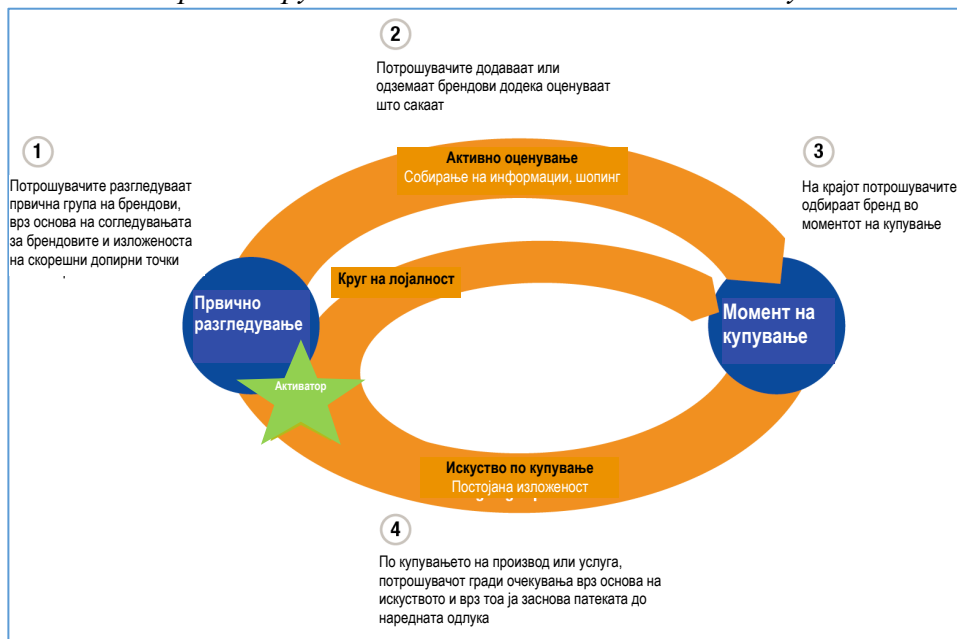 2
Потрошувачите додаваат или
одземаат брендови додека оценуваат
што сакаат
1
Потрошувачите разгледуваат
првична група на брендови,
врз основа на согледувањата
за брендовите и изложеноста
на скорешни допирни точки
3
На крајот потрошувачите
одбираат бренд во
моментот на купување
Активно оценување
Собирање на информации, шопинг
Круг на лојалност
Првично
разгледување
Момент на
купување
Активатор
Искуство по купување
Постојана изложеност
4
По купувањето на производ или услуга,
потрошувачот гради очекувања врз основа на
искуството и врз тоа ја заснова патеката до
наредната одлука